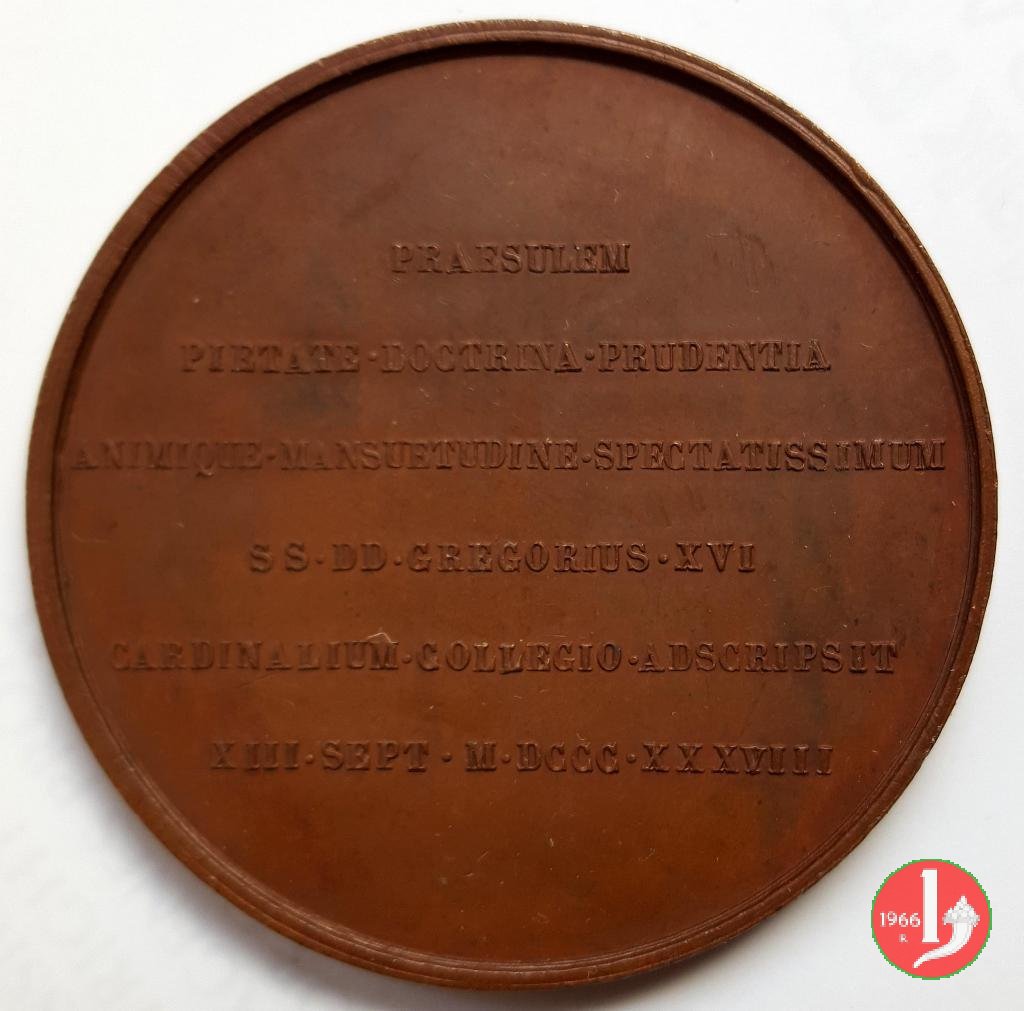 PRAESULEM
PIETATE · DOCTRINA · PRUDENTIA
ANIMIQUE · MANSUETUDINE · SPECTATISSIMUM
SS · DD · GREGORIUS · XVI
CARDINALIUM · COLLEGIO · ADSCRIPSIT
XIII · SEPT · M · DCCC · XXXVIII
1966
R